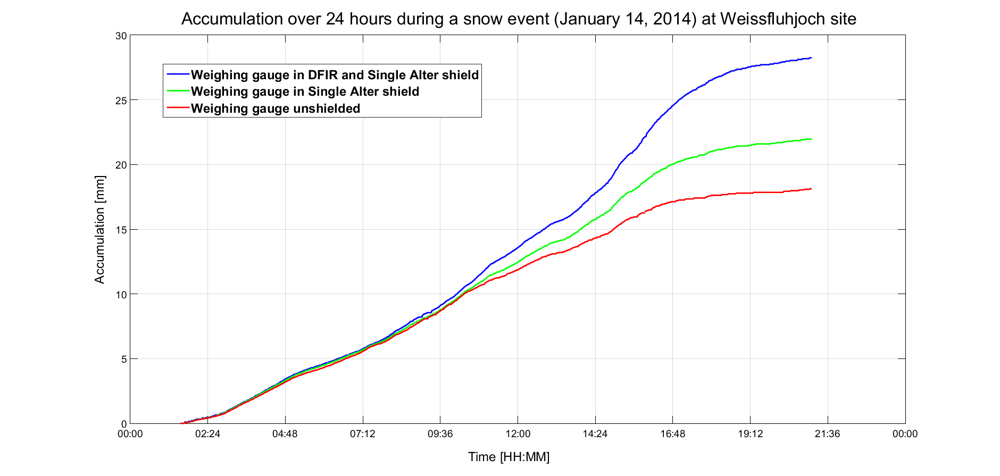 Accumulation over 24 hours during a snow event (January 14, 2014) at Weissfluhjoch site
30
25
20
15
10
5
0
Accumulation [mm]
Weighing gauge in DFIR and Single Alter shield
Weighing gauge in Single Alter shield
Weighing gauge unshielded
00:00 02:24 04:48 07:12 09:36 12:00 14:24 16:48 19:12 21:36 00:00
Time [HH:MM]